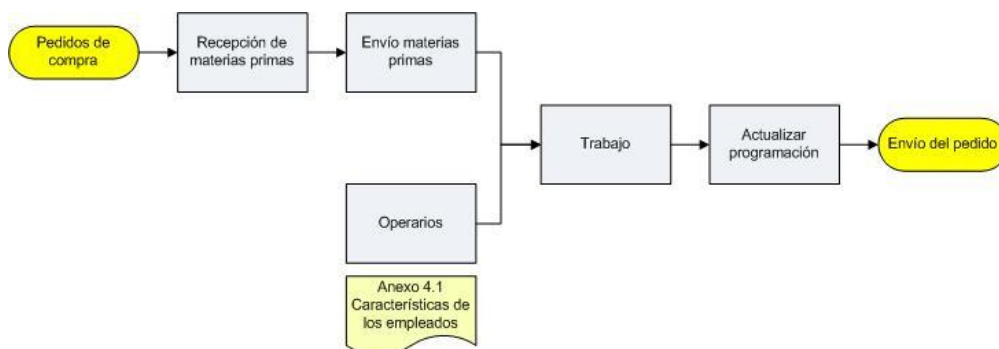 Pedidos de
compra
Recepción de
materias primas
Envío materias
primas
Trabajo
Actualizar
programación
Envío del pedido
Operarios
Anexo 4.1
Características de
los empleados